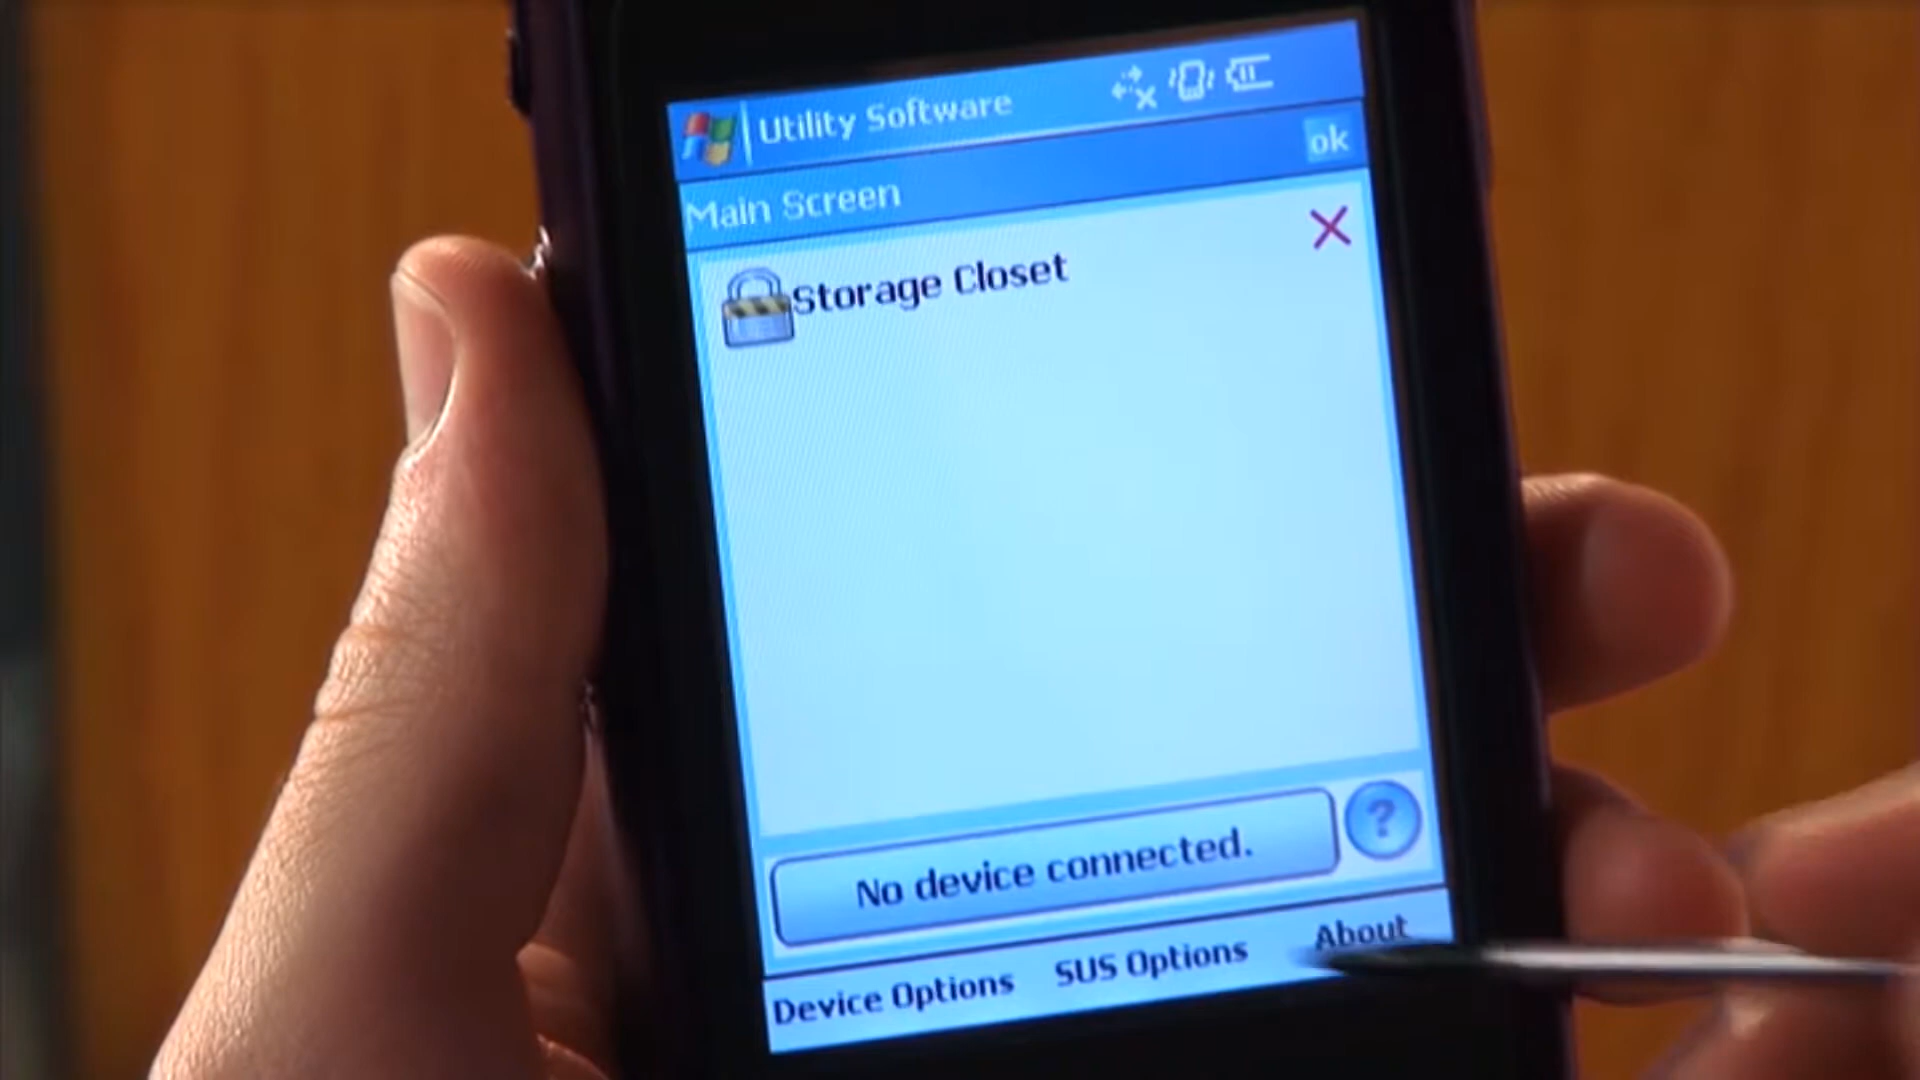 Utility Software
ok
Main Screen
Storage Closet
No device connected.
?
Device Options SUS Options About